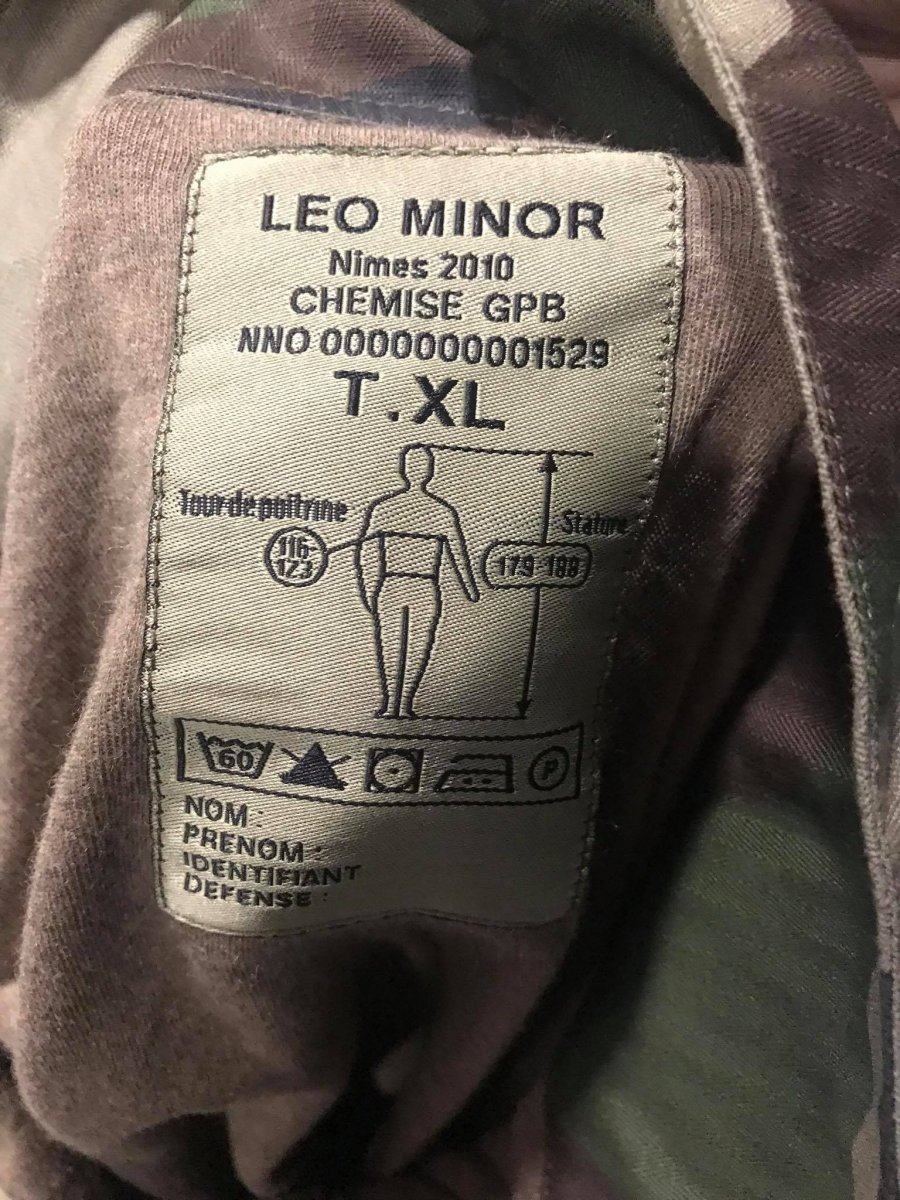 LEO MINOR
Nîmes 2010
CHEMISE GPB
NNO 0000000001529
T.XL
Tour de poitrine
116-
123
Stature
179-188
60
P
NOM :
PRENOM :
IDENTIFIANT
DEFENSE :